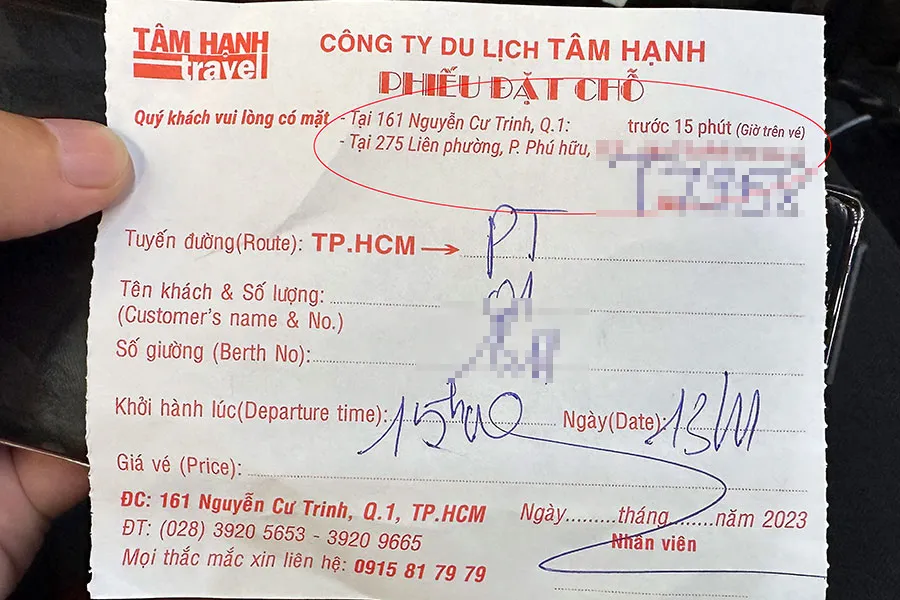 TÂM HẠNH
travel
CÔNG TY DU LỊCH TÂM HẠNH
PHIẾU ĐẶT CHỖ
Quý khách vui lòng có mặt - Tại 161 Nguyễn Cư Trinh, Q.1: trước 15 phút (Giờ trên vé)
- Tại 275 Liên phường, P. Phú hữu,
Tuyến đường(Route): TP.HCM → PT
Tên khách & Số lượng:
(Customer's name & No.)
Số giường (Berth No):
Khởi hành lúc(Departure time): 15h00 Ngày(Date): 13/11
Giá vé (Price):
ĐC: 161 Nguyễn Cư Trinh, Q.1, TP.HCM
Ngày.........tháng.........năm 2023
ĐT: (028) 3920 5653 - 3920 9665
Nhân viên
Mọi thắc mắc xin liên hệ: 0915 81 79 79